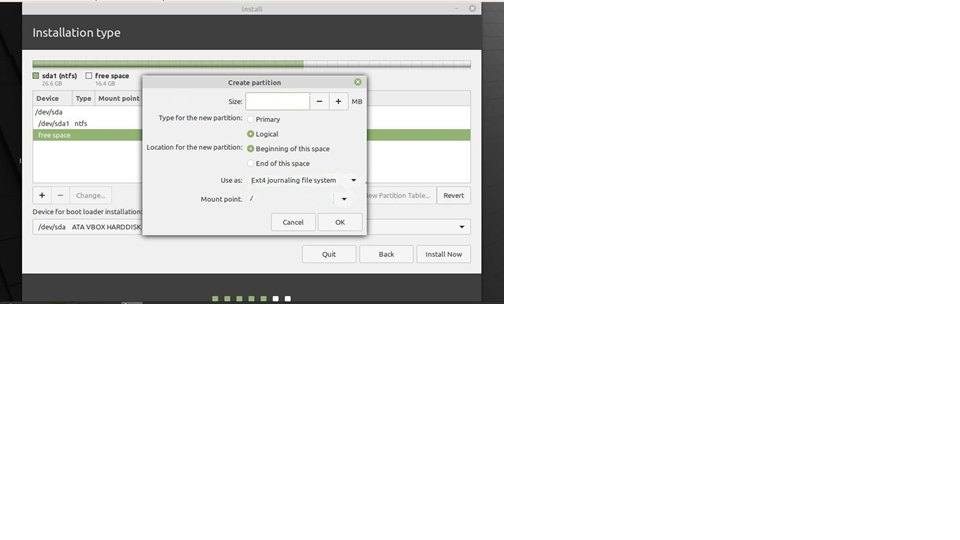 Install
Installation type
sda1 (ntfs) free space
26.6 GB 16.4 GB
Create partition
Device Type Mount point
Size: MB
/dev/sda
Type for the new partition: Primary
/dev/sda1 ntfs
free space
Logical
Location for the new partition: Beginning of this space
End of this space
Use as: Ext4 journaling file system
Change... Partition Table... Revert
Mount point: /
Device for boot loader installation:
Cancel OK
/dev/sda ATA VBOX HARDDISK
Quit Back Install Now